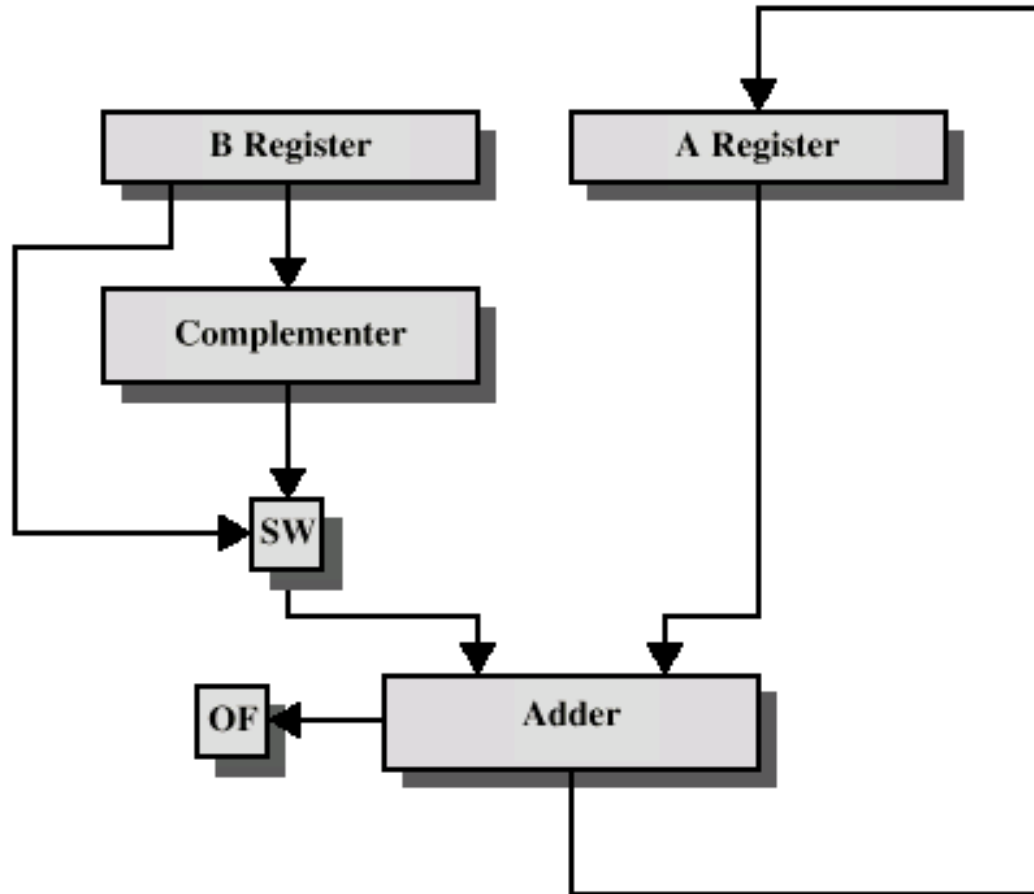 B Register
A Register
Complementer
SW
OF
Adder